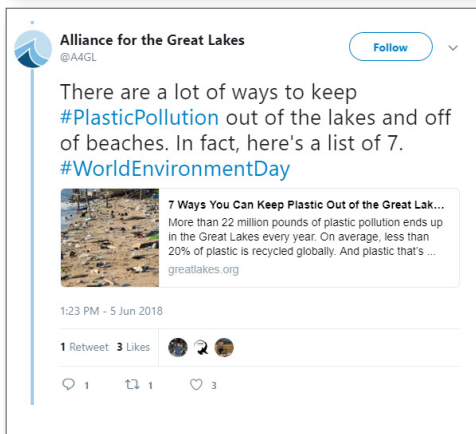 Alliance for the Great Lakes
@A4GL
Follow
There are a lot of ways to keep
#PlasticPollution out of the lakes and off
of beaches. In fact, here's a list of 7.
#WorldEnvironmentDay
7 Ways You Can Keep Plastic Out of the Great Lak...
More than 22 million pounds of plastic pollution ends up
in the Great Lakes every year. On average, less than
20% of plastic is recycled globally. And plastic that's ...
greatlakes.org
1:23 PM - 5 Jun 2018
1 Retweet 3 Likes
1 1 3